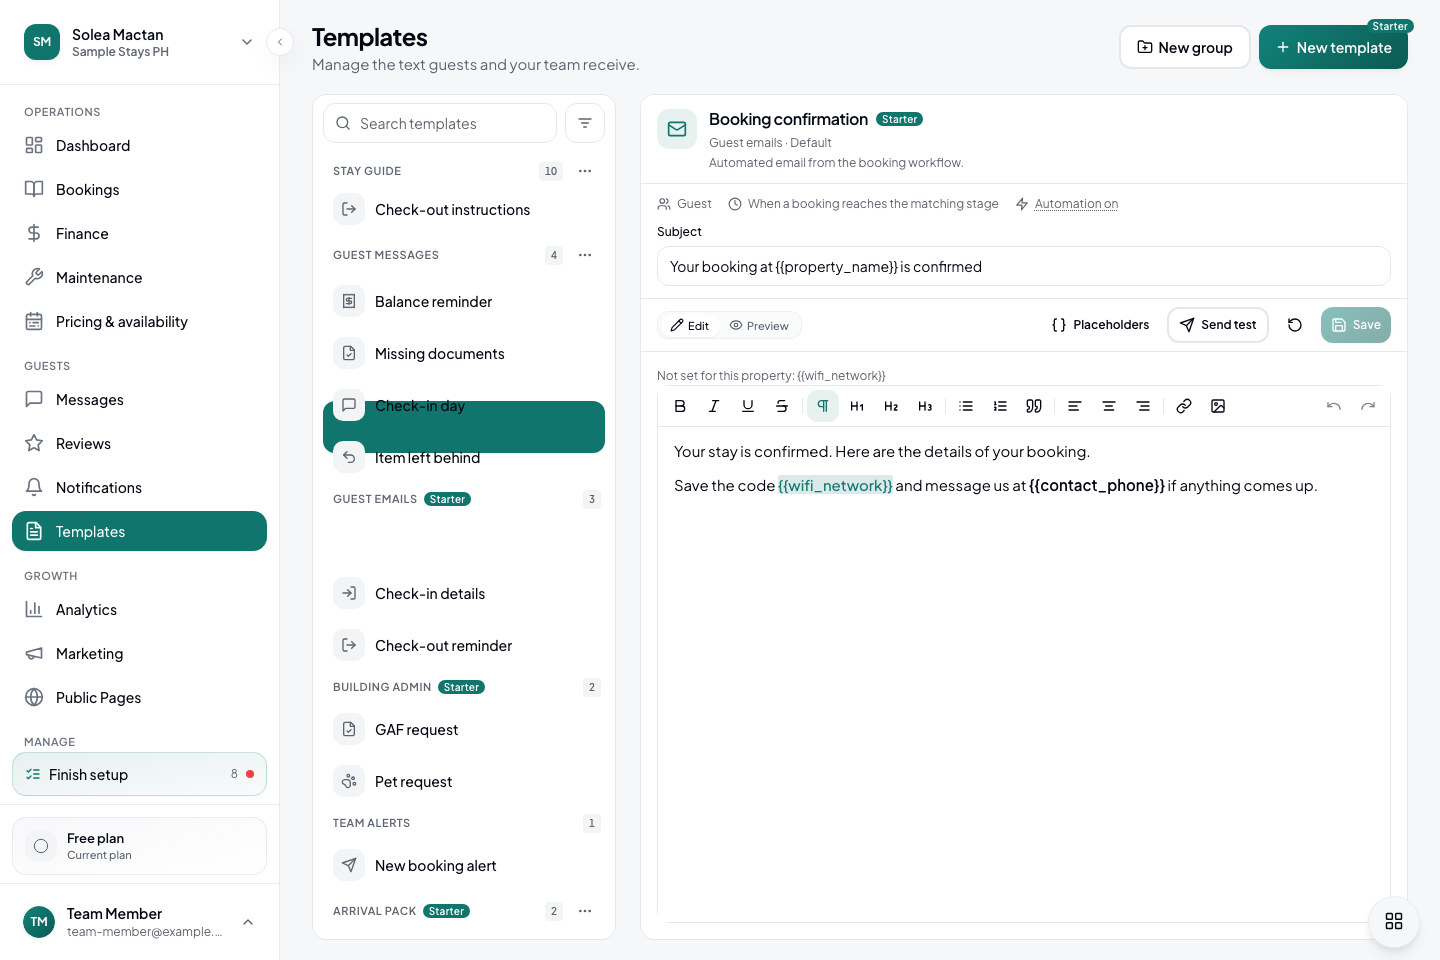 SM
Solea Mactan
Sample Stays PH
OPERATIONS
Dashboard
Bookings
Finance
Maintenance
Pricing & availability
GUESTS
Messages
Reviews
Notifications
Templates
GROWTH
Analytics
Marketing
Public Pages
MANAGE
Finish setup
8
Free plan
Current plan
TM
Team Member
team-member@example....
Templates
Manage the text guests and your team receive.
New group
New template
Starter
Search templates
STAY GUIDE
10
Check-out instructions
GUEST MESSAGES
4
Balance reminder
Missing documents
Check-in day
Item left behind
GUEST EMAILS Starter
3
Check-in details
Check-out reminder
BUILDING ADMIN Starter
2
GAF request
Pet request
TEAM ALERTS
1
New booking alert
ARRIVAL PACK Starter
2
Booking confirmation Starter
Guest emails · Default
Automated email from the booking workflow.
Guest When a booking reaches the matching stage Automation on
Subject
Your booking at {{property_name}} is confirmed
Edit Preview
Placeholders
Send test
Save
Not set for this property: {{wifi_network}}
B I U S H1 H2 H3
Your stay is confirmed. Here are the details of your booking.
Save the code {{wifi_network}} and message us at {{contact_phone}} if anything comes up.